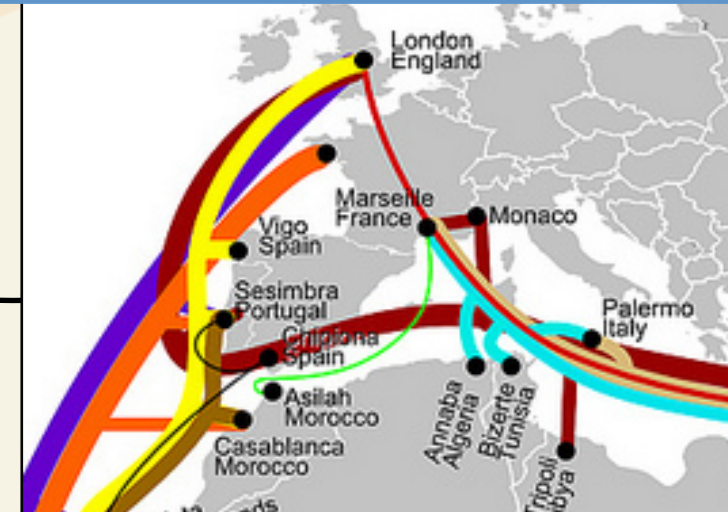 London
England
Marseille
France
Monaco
Vigo
Spain
Sesimbra
Portugal
Palermo
Italy
Chipiona
Spain
Asilah
Morocco
Annaba
Algeria
Bizerte
Tunisia
Casablanca
Morocco
Tripoli